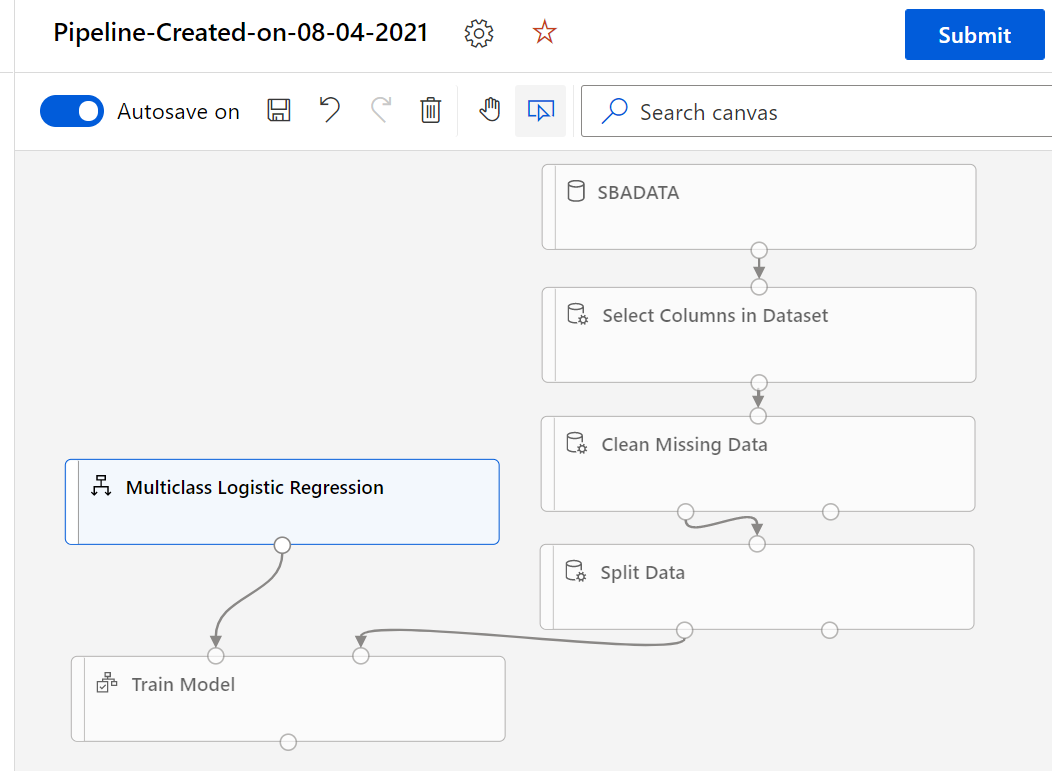 Pipeline-Created-on-08-04-2021
Submit
Autosave on
Search canvas
SBADATA
Select Columns in Dataset
Clean Missing Data
Multiclass Logistic Regression
Split Data
Train Model